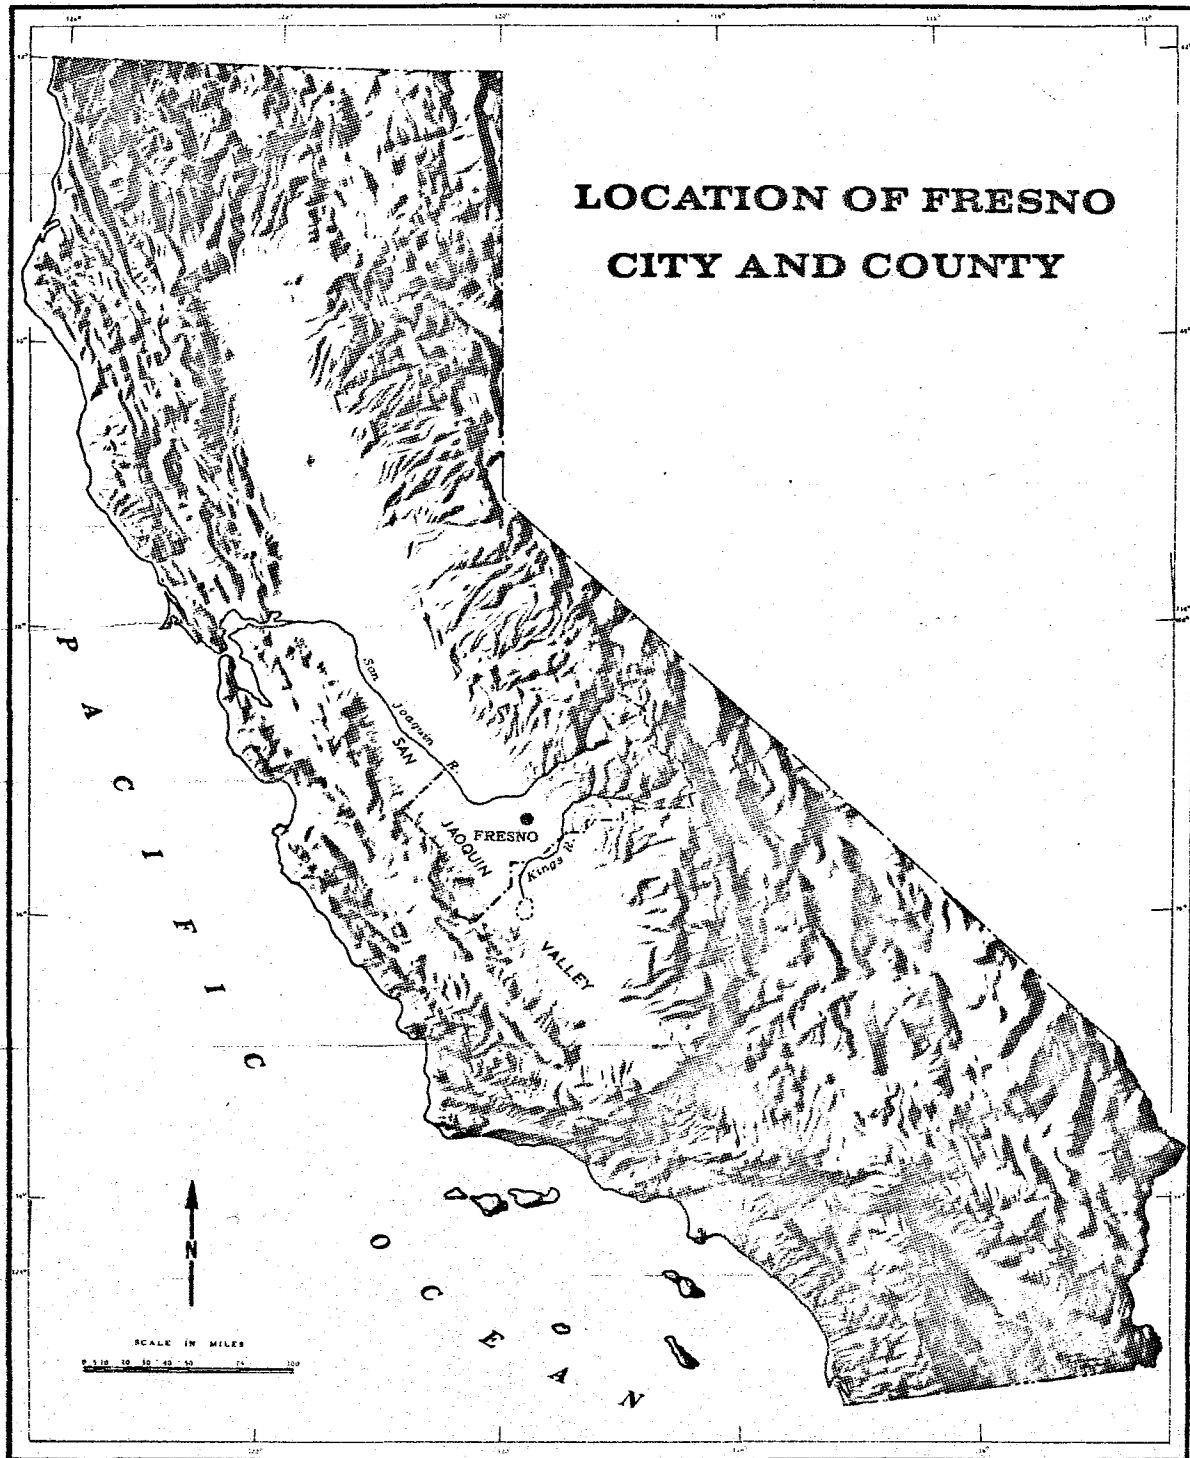 LOCATION OF FRESNO
CITY AND COUNTY
PACIFIC
OCEAN
San Joaquin R.
SAN
JAOQUIN
VALLEY
FRESNO
Kings R.
N
SCALE IN MILES